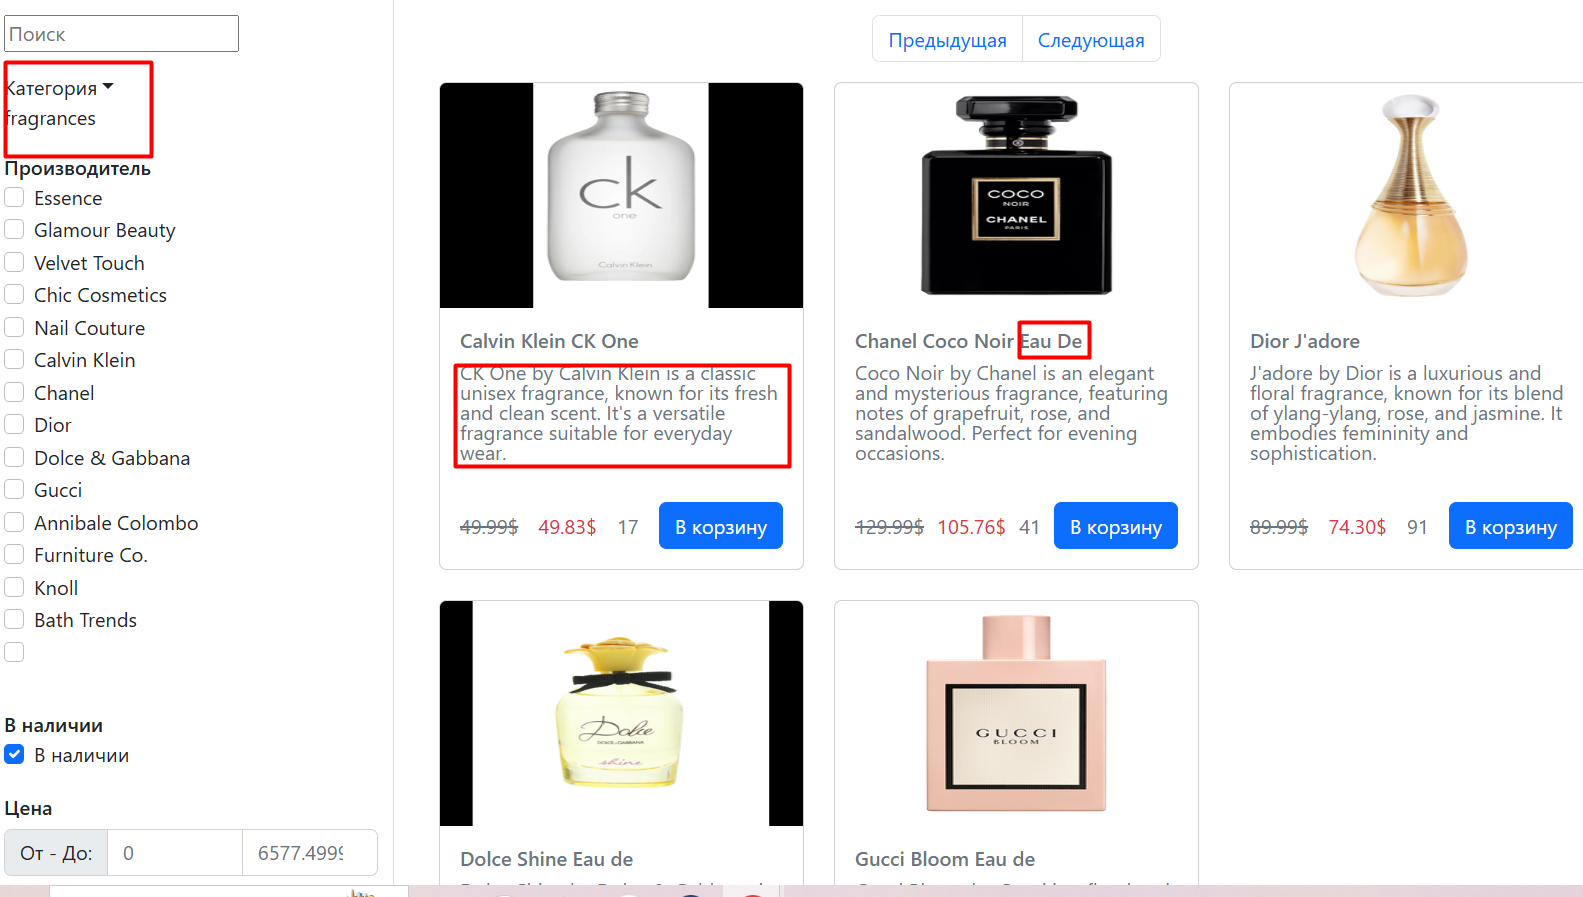 Поиск
Категория
fragrances
Производитель
Essence
Glamour Beauty
Velvet Touch
Chic Cosmetics
Nail Couture
Calvin Klein
Chanel
Dior
Dolce & Gabbana
Gucci
Annibale Colombo
Furniture Co.
Knoll
Bath Trends
В наличии
В наличии
Цена
От - До:
0
6577.499
Предыдущая
Следующая
ck
one
Calvin Klein
Calvin Klein CK One
CK One by Calvin Klein is a classic
unisex fragrance, known for its fresh
and clean scent. It's a versatile
fragrance suitable for everyday
wear.
49.99$ 49.83$ 17 В корзину
COCO
NOIR
CHANEL
PARIS
Chanel Coco Noir Eau De
Coco Noir by Chanel is an elegant
and mysterious fragrance, featuring
notes of grapefruit, rose, and
sandalwood. Perfect for evening
occasions.
129.99$ 105.76$ 41 В корзину
Dior J'adore
J'adore by Dior is a luxurious and
floral fragrance, known for its blend
of ylang-ylang, rose, and jasmine. It
embodies femininity and
sophistication.
89.99$ 74.30$ 91 В корзину
Dolce
DOLCE & GABBANA
shine
Dolce Shine Eau de
GUCCI
BLOOM
Gucci Bloom Eau de